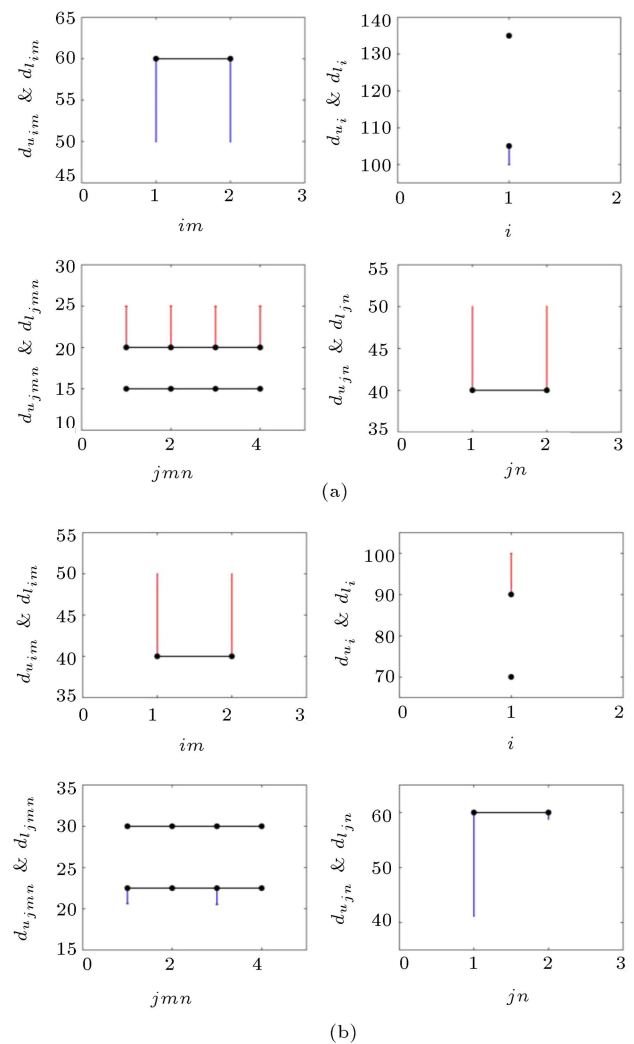 65
60
55
50
45
0 1 2 3
im
d_{u_{im}} & d_{l_{im}}
140
130
120
110
100
0 1 2
i
d_{u_i} & d_{l_i}
30
25
20
15
10
0 2 4
jmn
d_{u_{jmn}} & d_{l_{jmn}}
55
50
45
40
35
0 1 2 3
jn
d_{u_{jn}} & d_{l_{jn}}
(a)
55
50
45
40
35
0 1 2 3
im
d_{u_{im}} & d_{l_{im}}
100
90
80
70
0 1 2
i
d_{u_i} & d_{l_i}
35
30
25
20
15
0 2 4
jmn
d_{u_{jmn}} & d_{l_{jmn}}
60
50
40
0 1 2 3
jn
d_{u_{jn}} & d_{l_{jn}}
(b)